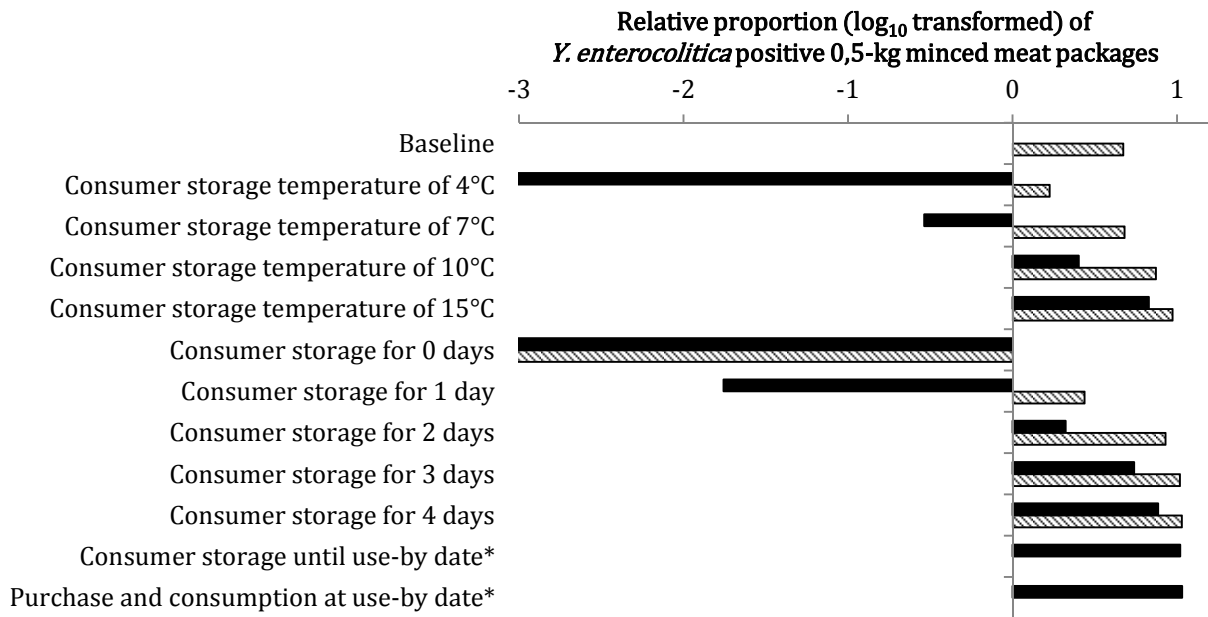 Relative proportion (log10 transformed) of
Y. enterocolitica positive 0,5-kg minced meat packages
-3 -2 -1 0 1
Baseline
Consumer storage temperature of 4°C
Consumer storage temperature of 7°C
Consumer storage temperature of 10°C
Consumer storage temperature of 15°C
Consumer storage for 0 days
Consumer storage for 1 day
Consumer storage for 2 days
Consumer storage for 3 days
Consumer storage for 4 days
Consumer storage until use-by date*
Purchase and consumption at use-by date*